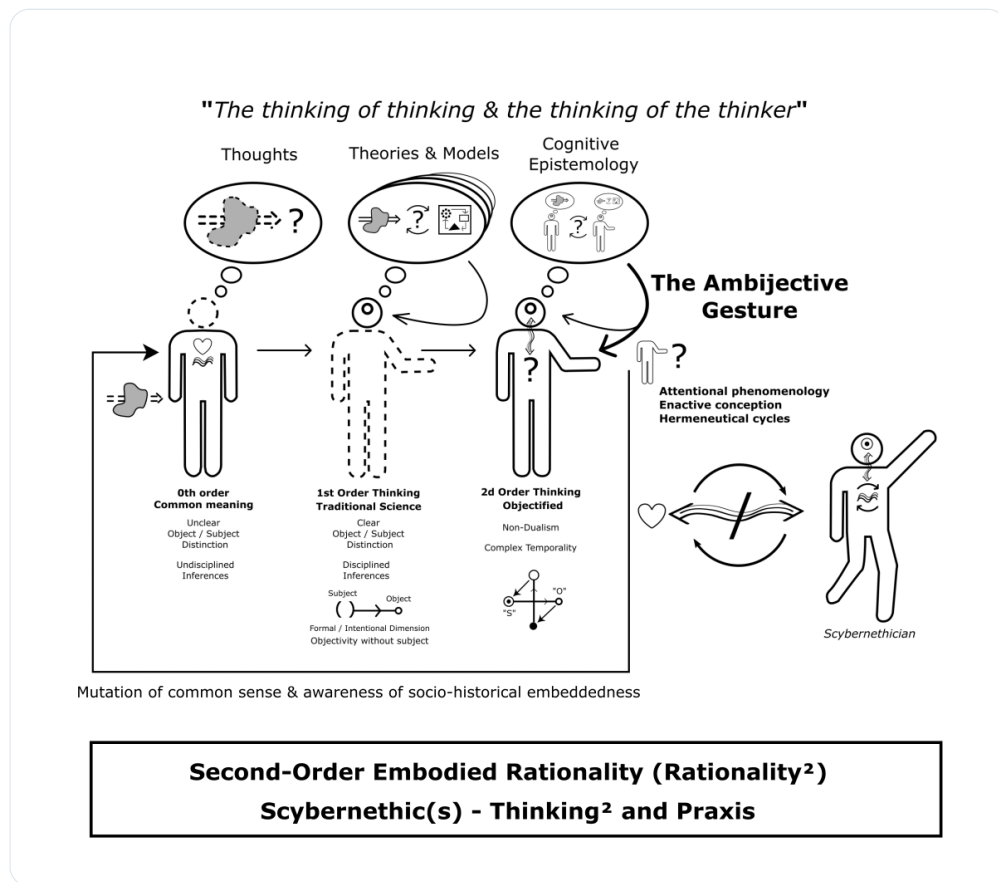 "The thinking of thinking & the thinking of the thinker"
Thoughts
Theories & Models
Cognitive
Epistemology
?
?
?
The Ambijective
Gesture
?
?
Attentional phenomenology
Enactive conception
Hermeneutical cycles
0th order
Common meaning
Unclear
Object / Subject
Distinction
Undisciplined
Inferences
1st Order Thinking
Traditional Science
Clear
Object / Subject
Distinction
Disciplined
Inferences
Subject
Object
Formal / Intentional Dimension
Objectivity without subject
2d Order Thinking
Objectified
Non-Dualism
Complex Temporality
"O"
"S"
Scybernethician
Mutation of common sense & awareness of socio-historical embeddedness
Second-Order Embodied Rationality (Rationality²)
Scybernethic(s) - Thinking² and Praxis